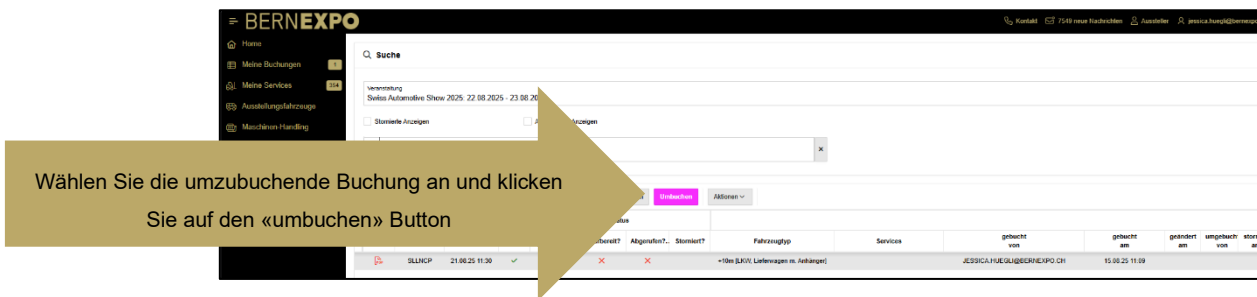 BERNEXPO
Kontakt 7549 neue Nachrichten Aussteller jessica.huegli@bernexpo
Home
Meine Buchungen
Meine Services 354
Ausstellungsfahrzeuge
Maschinen-Handling
Suche
Veranstaltung
Swiss Automotive Show 2025: 22.08.2025 - 23.08.20
Stornierte Anzeigen Anzeigen
Wählen Sie die umzubuchende Buchung an und klicken
Sie auf den «umbuchen» Button
Umbuchen Aktionen
tus
bereit? Abgerufen?.. Storniert? Fahrzeugtyp Services gebucht von gebucht am geändert am umgebucht von
SLLNCP 21.08.25 11:30 +10m [LKW, Lieferwagen m. Anhänger] JESSICA.HUEGLI@BERNEXPO.CH 15.08.25 11:09